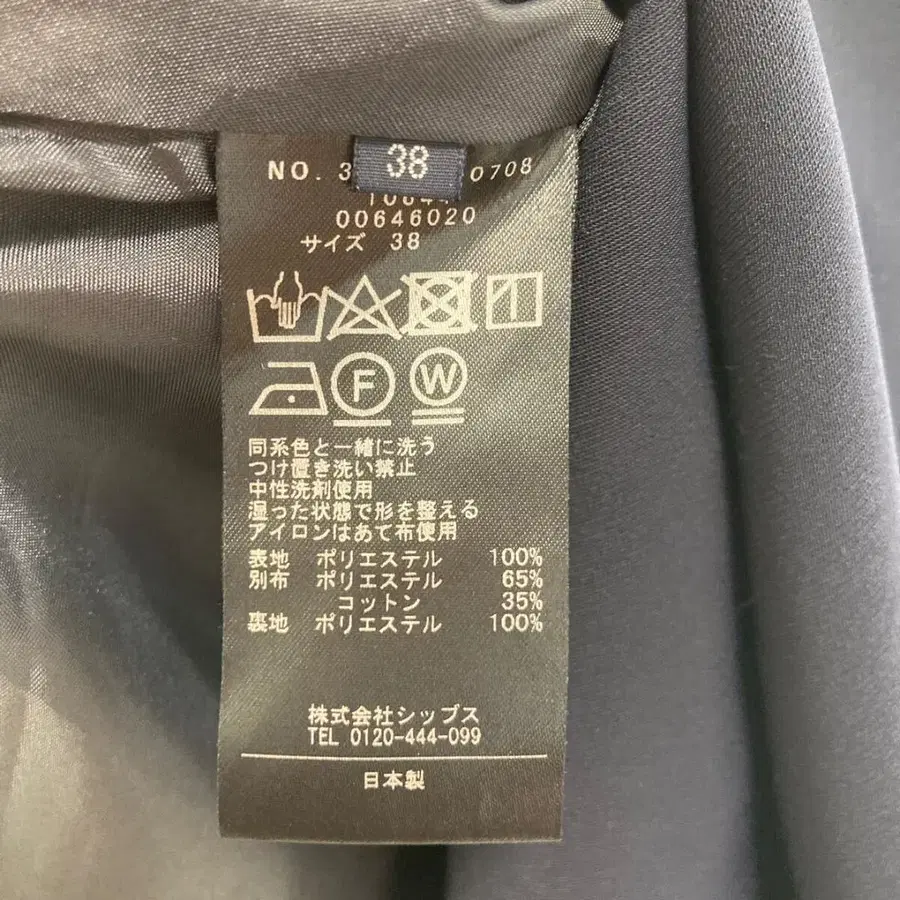 38
NO. 3 0708
00646020
サイズ 38
F W
同系色と一緒に洗う
つけ置き洗い禁止
中性洗剤使用
湿った状態で形を整える
アイロンはあて布使用
表地 ポリエステル 100%
別布 ポリエステル 65%
コットン 35%
裏地 ポリエステル 100%
株式会社シップス
TEL 0120-444-099
日本製